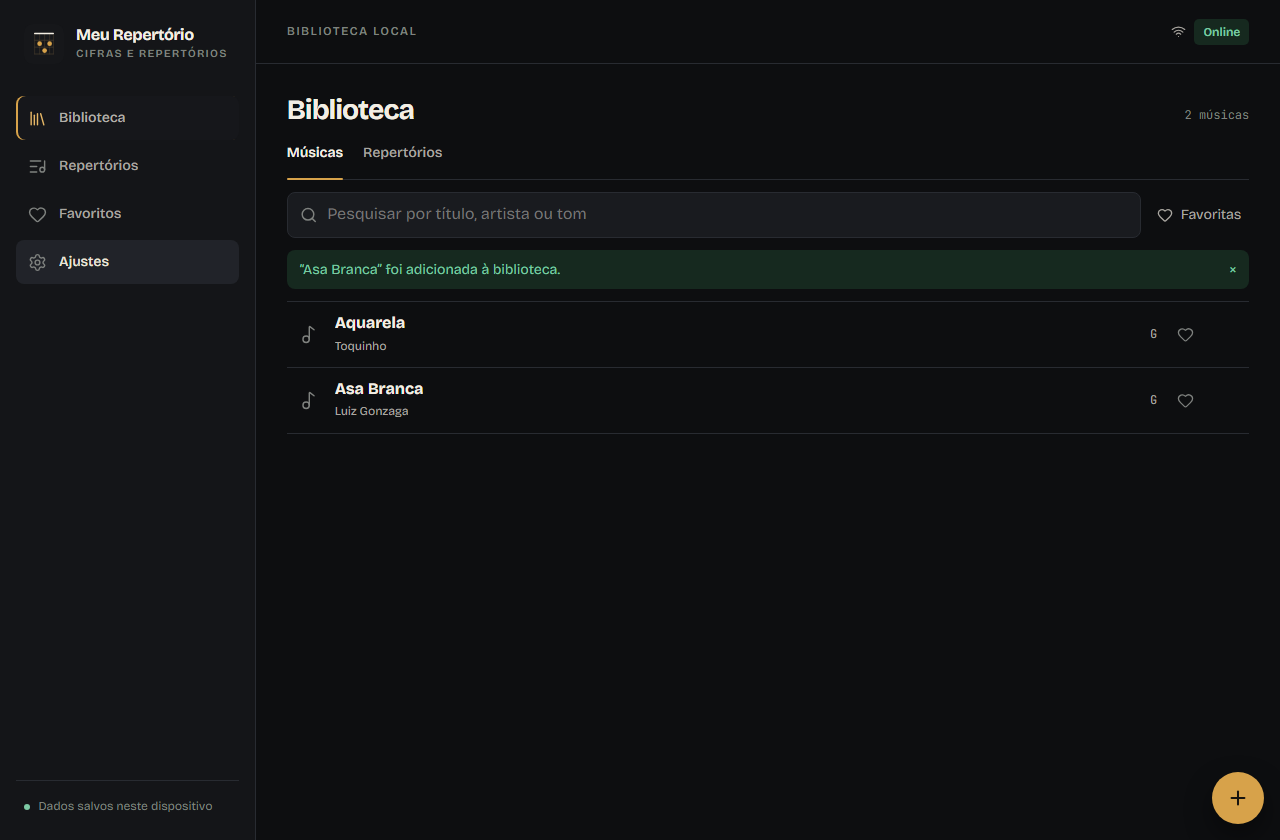 Meu Repertório
CIFRAS E REPERTÓRIOS
Biblioteca
Repertórios
Favoritos
Ajustes
Dados salvos neste dispositivo
BIBLIOTECA LOCAL
Online
Biblioteca
2 músicas
Músicas
Repertórios
Pesquisar por título, artista ou tom
Favoritas
“Asa Branca” foi adicionada à biblioteca.
×
Aquarela
Toquinho
G
Asa Branca
Luiz Gonzaga
G